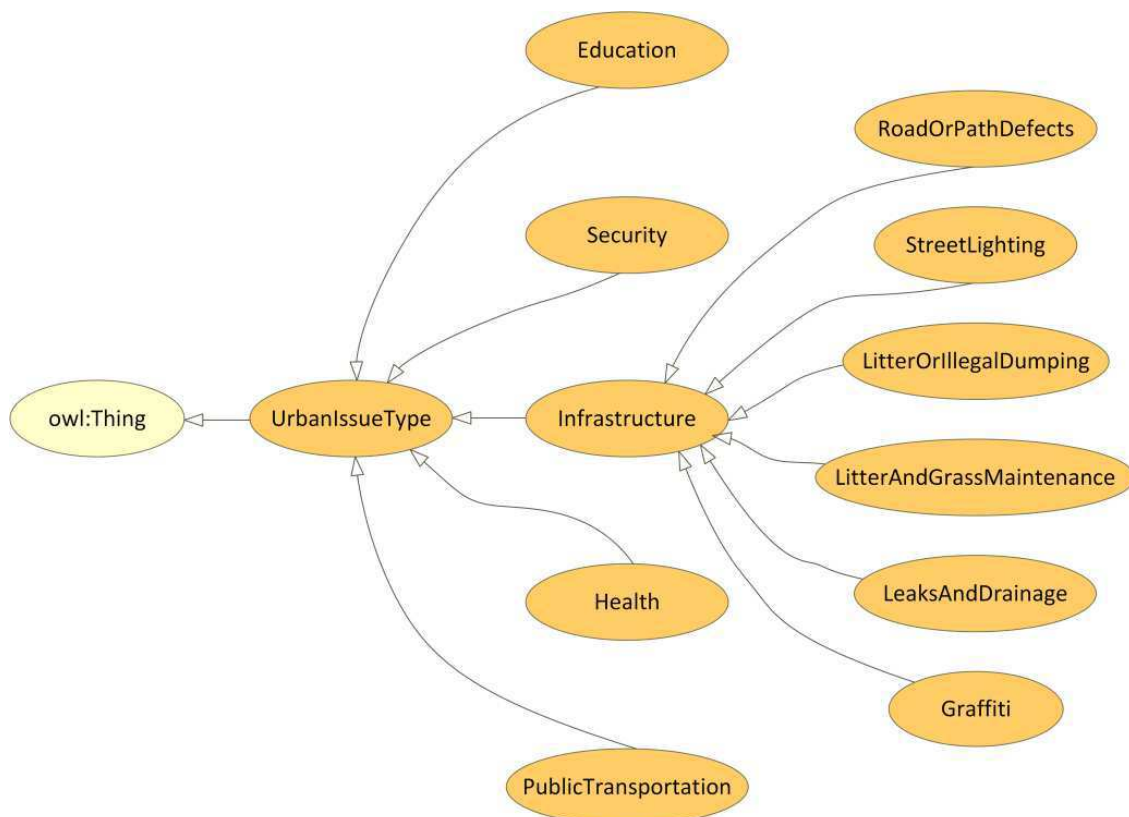 Education
RoadOrPathDefects
Security
StreetLighting
LitterOrIllegalDumping
owl:Thing
UrbanIssueType
Infrastructure
LitterAndGrassMaintenance
LeaksAndDrainage
Health
Graffiti
PublicTransportation